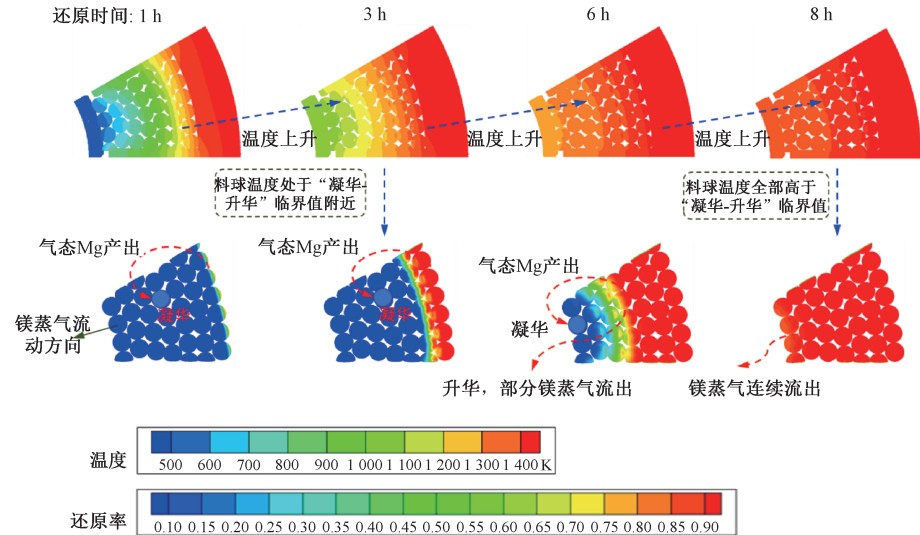 还原时间: 1 h
3 h
6 h
8 h
温度上升
温度上升
温度上升
料球温度处于“凝华-
升华”临界值附近
料球温度全部高于
“凝华-升华”临界值
气态Mg产出
气态Mg产出
气态Mg产出
凝华
凝华
凝华
镁蒸气流
动方向
升华，部分镁蒸气流出
镁蒸气连续流出
温度
500 600 700 800 900 1 000 1 100 1 200 1 300 1 400 K
还原率
0.10 0.15 0.20 0.25 0.30 0.35 0.40 0.45 0.50 0.55 0.60 0.65 0.70 0.75 0.80 0.85 0.90